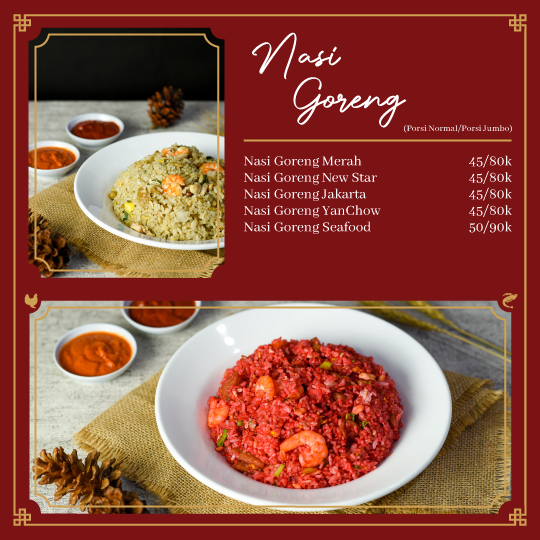 Nasi
Goreng
(Porsi Normal/Porsi Jumbo)
Nasi Goreng Merah 45/80k
Nasi Goreng New Star 45/80k
Nasi Goreng Jakarta 45/80k
Nasi Goreng YanChow 45/80k
Nasi Goreng Seafood 50/90k